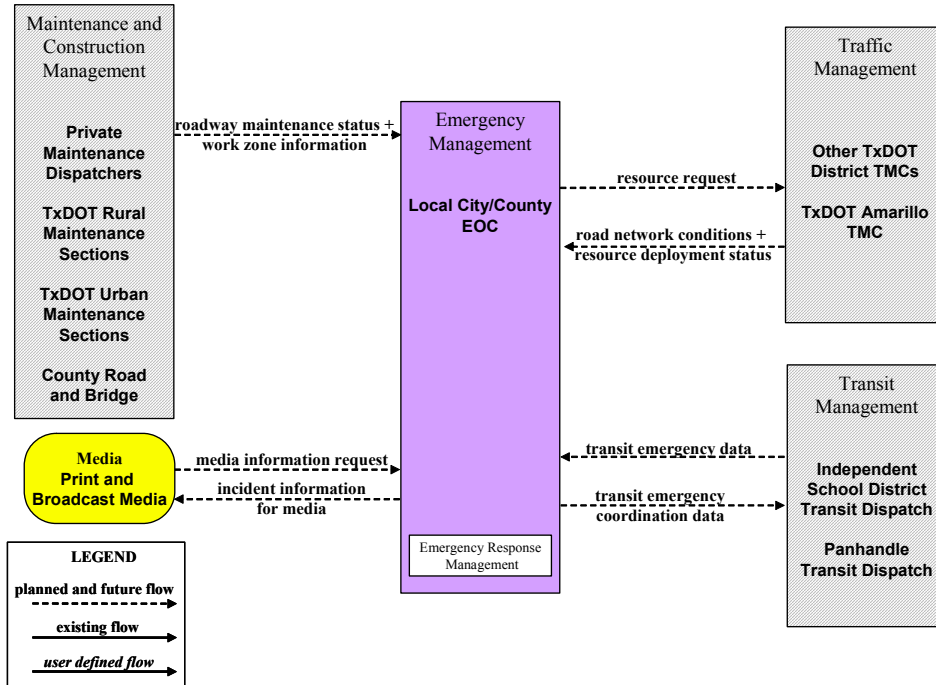 Maintenance and
Construction
Management
Private
Maintenance
Dispatchers
TxDOT Rural
Maintenance
Sections
TxDOT Urban
Maintenance
Sections
County Road
and Bridge
roadway maintenance status +
work zone information
Emergency
Management
Local City/County
EOC
Emergency Response
Management
Traffic
Management
Other TxDOT
District TMCs
TxDOT Amarillo
TMC
resource request
road network conditions +
resource deployment status
Media
Print and
Broadcast Media
media information request
incident information
for media
transit emergency data
transit emergency
coordination data
Transit
Management
Independent
School District
Transit Dispatch
Panhandle
Transit Dispatch
LEGEND
planned and future flow
existing flow
user defined flow